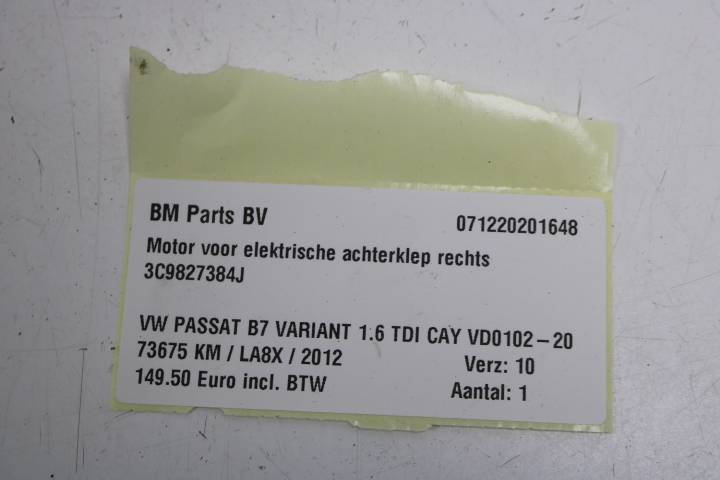 BM Parts BV 071220201648
Motor voor elektrische achterklep rechts
3C9827384J
VW PASSAT B7 VARIANT 1.6 TDI CAY VD0102-20
73675 KM / LA8X / 2012 Verz: 10
149.50 Euro incl. BTW Aantal: 1